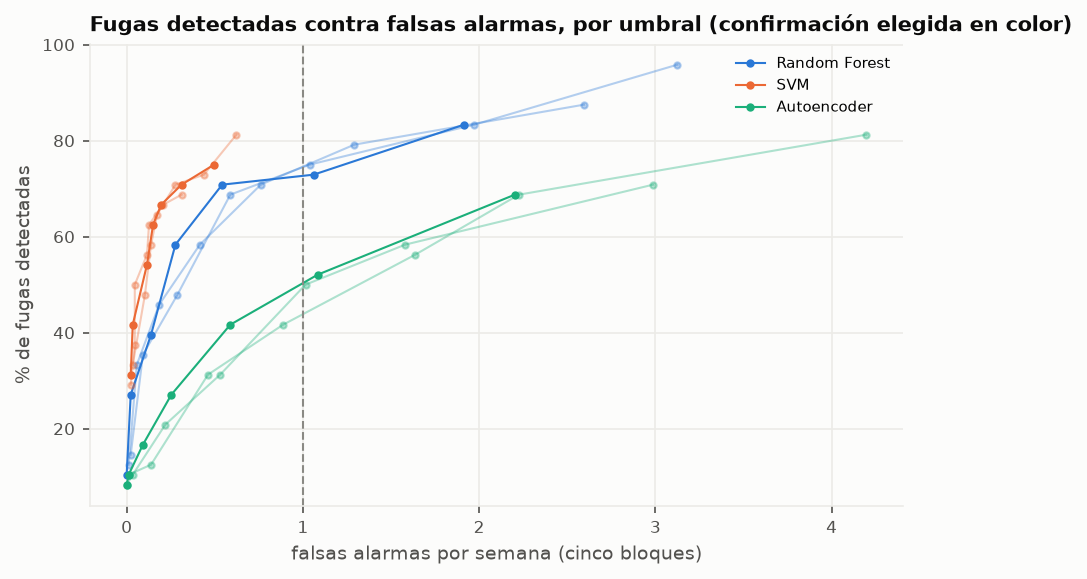 Fugas detectadas contra falsas alarmas, por umbral (confirmación elegida en color)
% de fugas detectadas
100
80
60
40
20
Random Forest
SVM
Autoencoder
0 1 2 3 4
falsas alarmas por semana (cinco bloques)